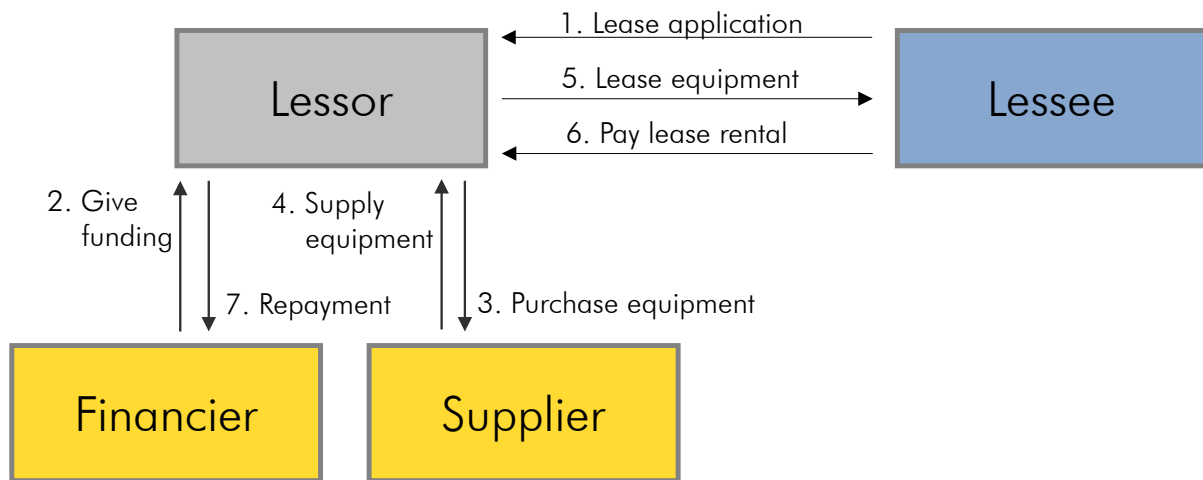 1. Lease application
Lessor
5. Lease equipment
Lessee
6. Pay lease rental
2. Give
funding
4. Supply
equipment
7. Repayment
3. Purchase equipment
Financier
Supplier